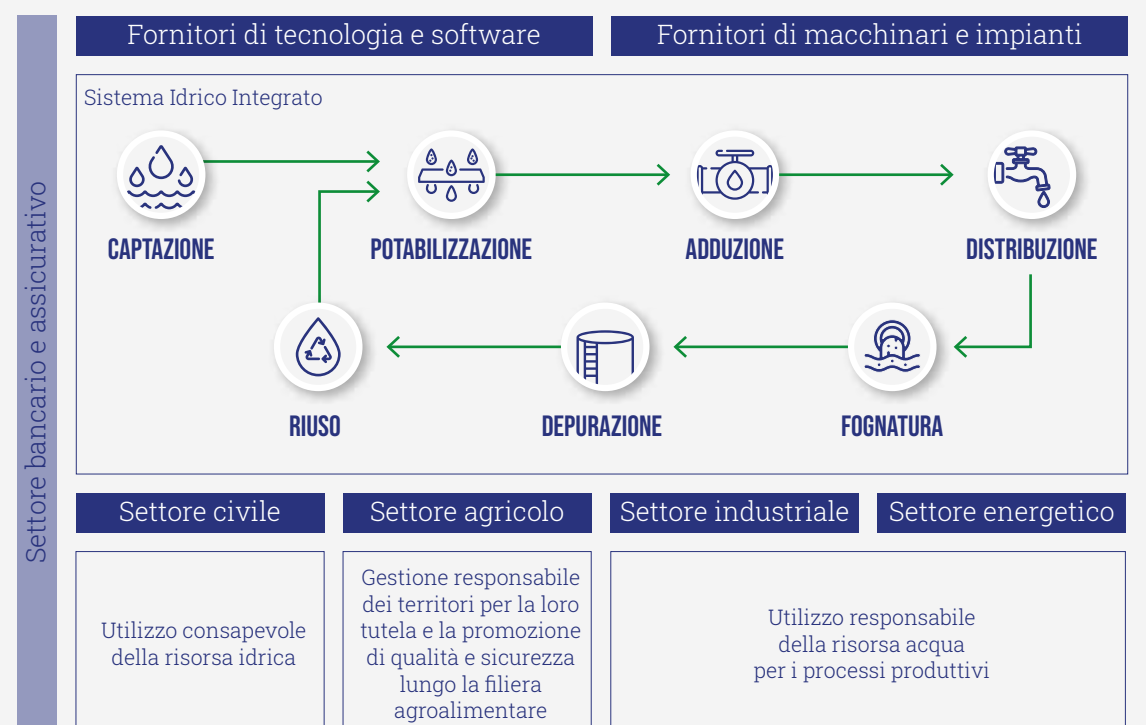 Settore bancario e assicurativo
Fornitori di tecnologia e software
Fornitori di macchinari e impianti
Sistema Idrico Integrato
CAPTAZIONE
POTABILIZZAZIONE
ADDUZIONE
DISTRIBUZIONE
RIUSO
DEPURAZIONE
FOGNATURA
Settore civile
Settore agricolo
Settore industriale
Settore energetico
Utilizzo consapevole
della risorsa idrica
Gestione responsabile
dei territori per la loro
tutela e la promozione
di qualità e sicurezza
lungo la filiera
agroalimentare
Utilizzo responsabile
della risorsa acqua
per i processi produttivi